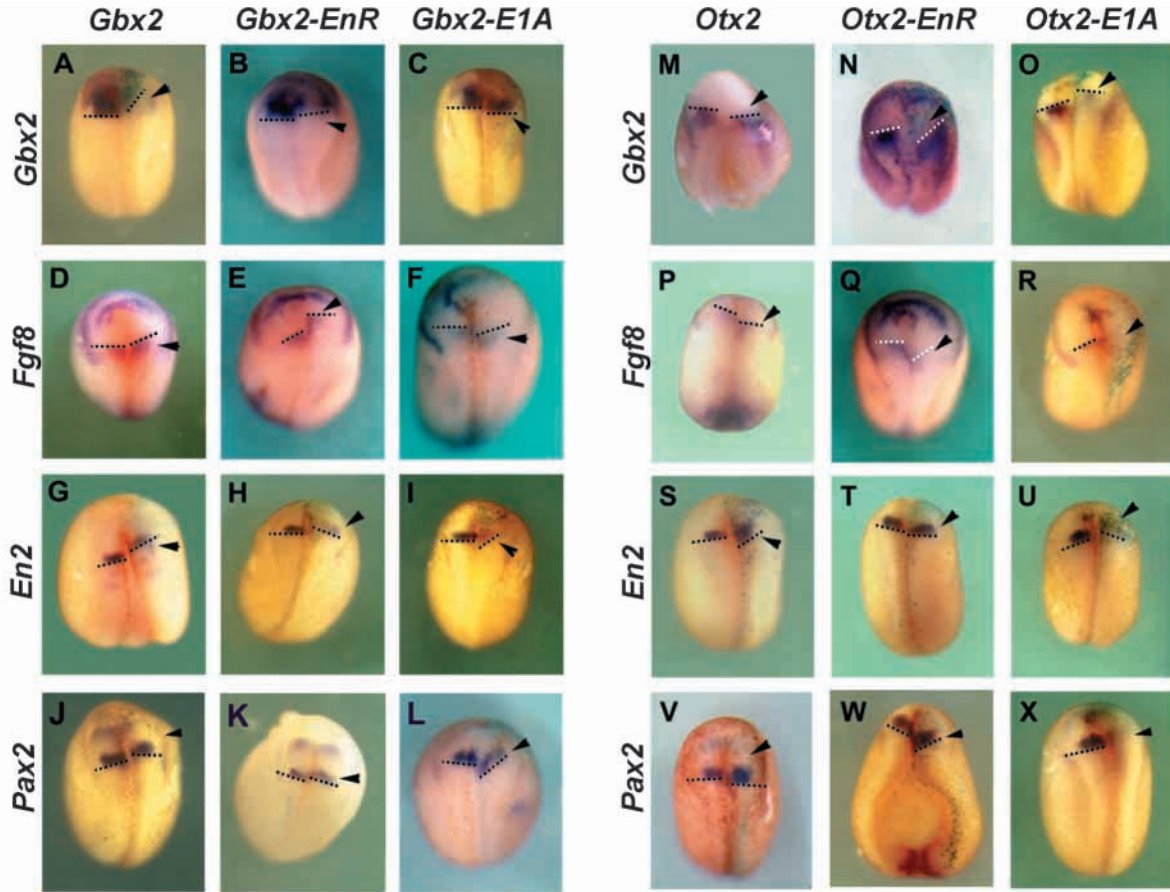 Gbx2 Gbx2-EnR Gbx2-E1A Otx2 Otx2-EnR Otx2-E1A
Gbx2 A B C Gbx2 M N O
Fgf8 D E F Fgf8 P Q R
En2 G H I En2 S T U
Pax2 J K L Pax2 V W X